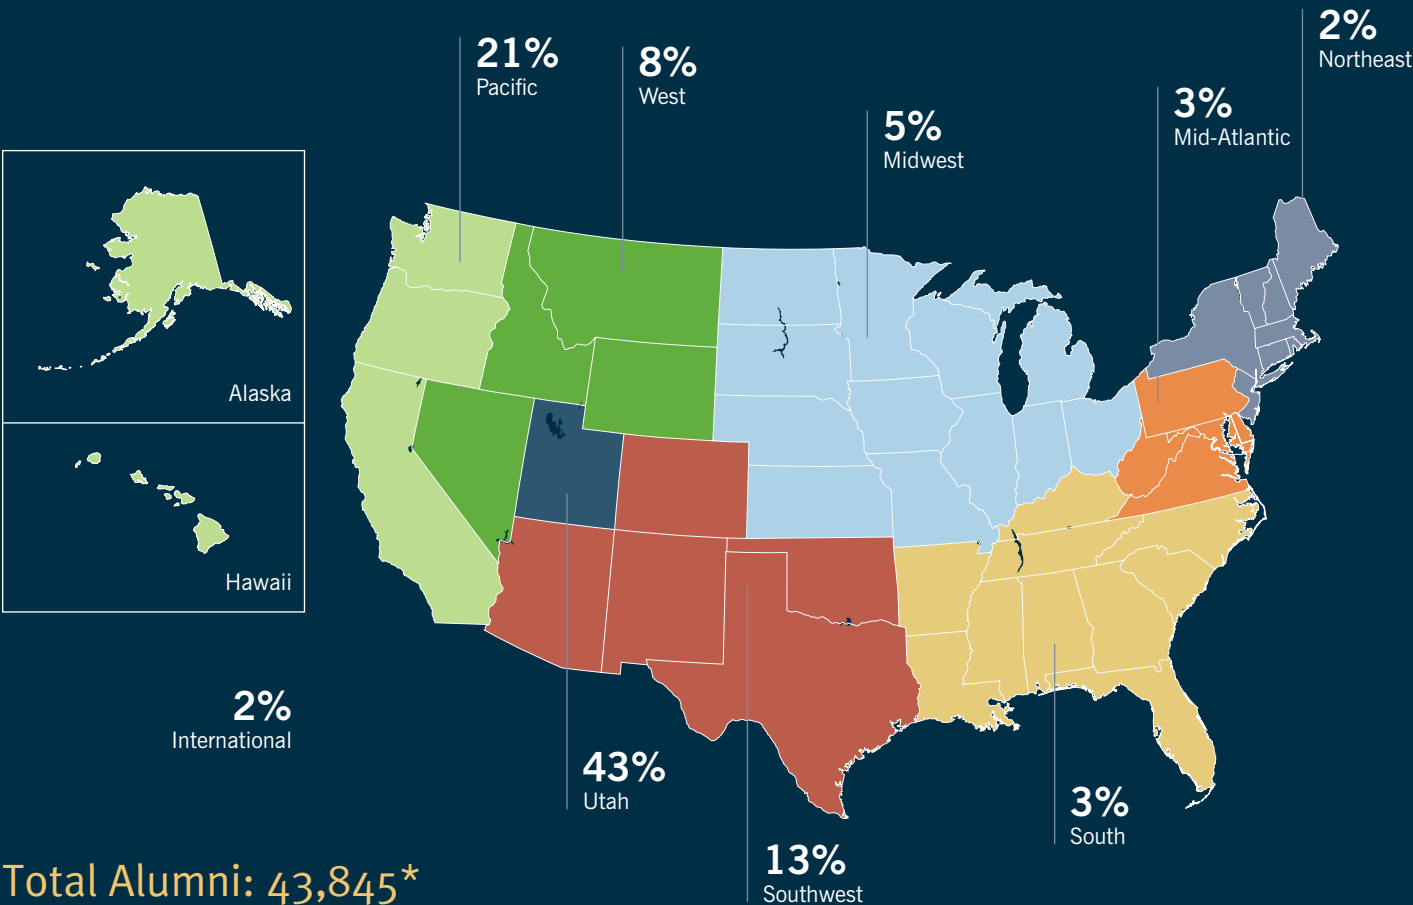 2%
Northeast
21%
Pacific
8%
West
3%
Mid-Atlantic
5%
Midwest
Alaska
Hawaii
2%
International
43%
Utah
3%
South
13%
Southwest
Total Alumni: 43,845*